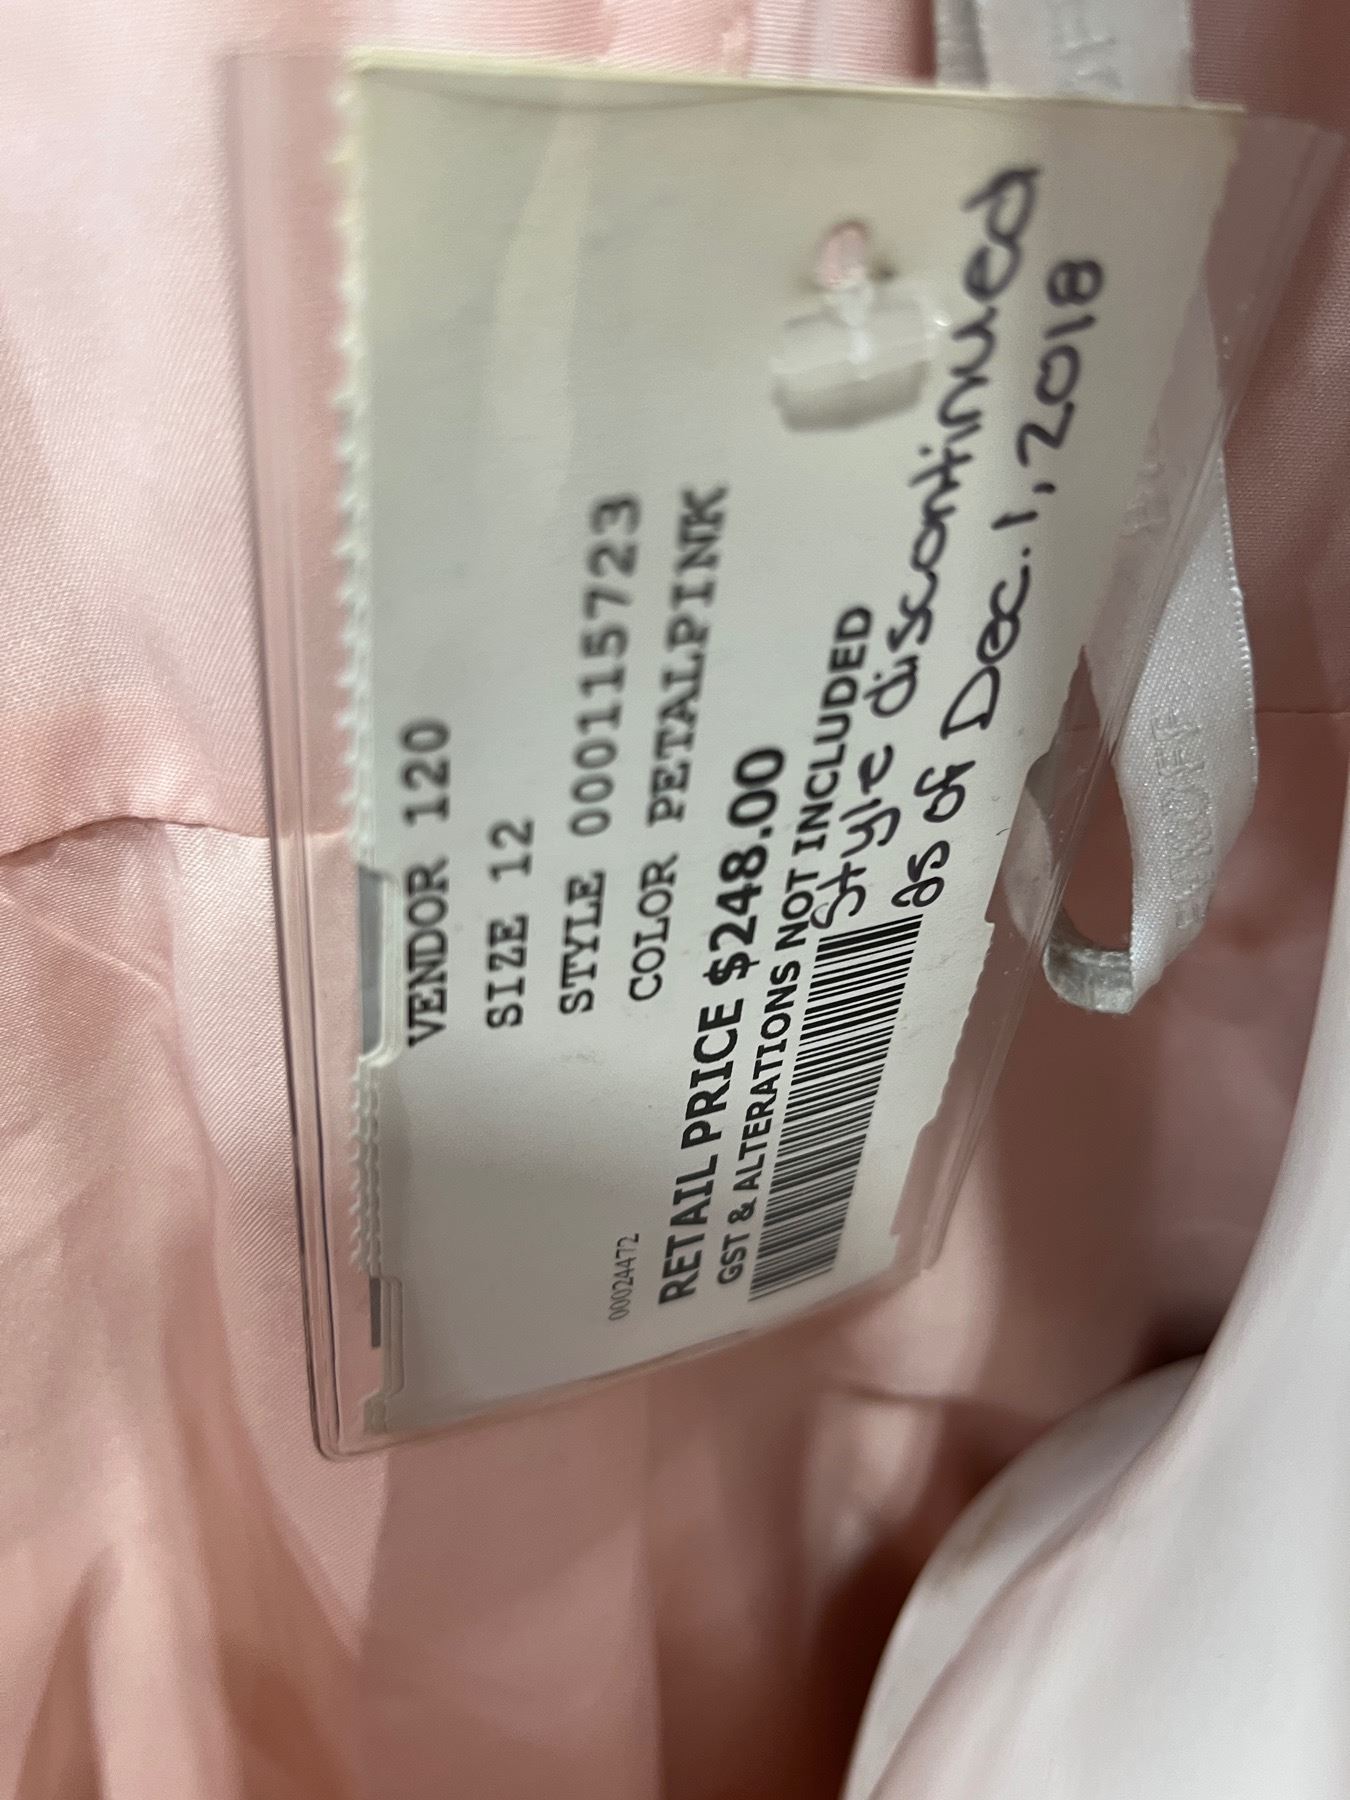 VENDOR 120
SIZE 12
STYLE 000115723
COLOR PETALPINK
00024472
RETAIL PRICE $248.00
GST & ALTERATIONS NOT INCLUDED
Style discontinued
as of Dec. 1, 2018